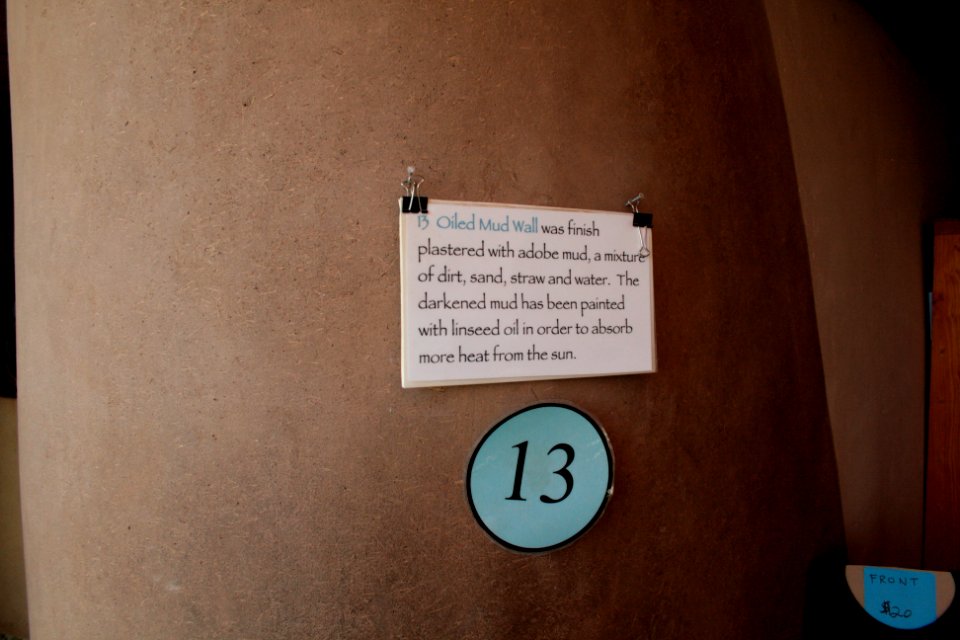 13 Oiled Mud Wall was finish
plastered with adobe mud, a mixture
of dirt, sand, straw and water. The
darkened mud has been painted
with linseed oil in order to absorb
more heat from the sun.
13
FRONT
$20